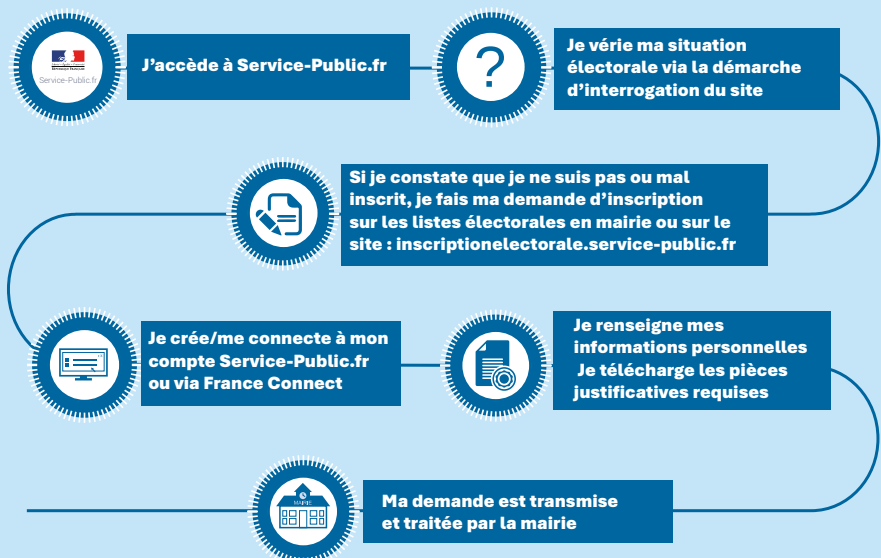 RÉPUBLIQUE FRANÇAISE
Service-Public.fr
J'accède à Service-Public.fr
?
Je vérie ma situation
électorale via la démarche
d'interrogation du site
Si je constate que je ne suis pas ou mal
inscrit, je fais ma demande d'inscription
sur les listes électorales en mairie ou sur le
site : inscriptionelectorale.service-public.fr
Je crée/me connecte à mon
compte Service-Public.fr
ou via France Connect
Je renseigne mes
informations personnelles
Je télécharge les pièces
justificatives requises
MAIRIE
Ma demande est transmise
et traitée par la mairie